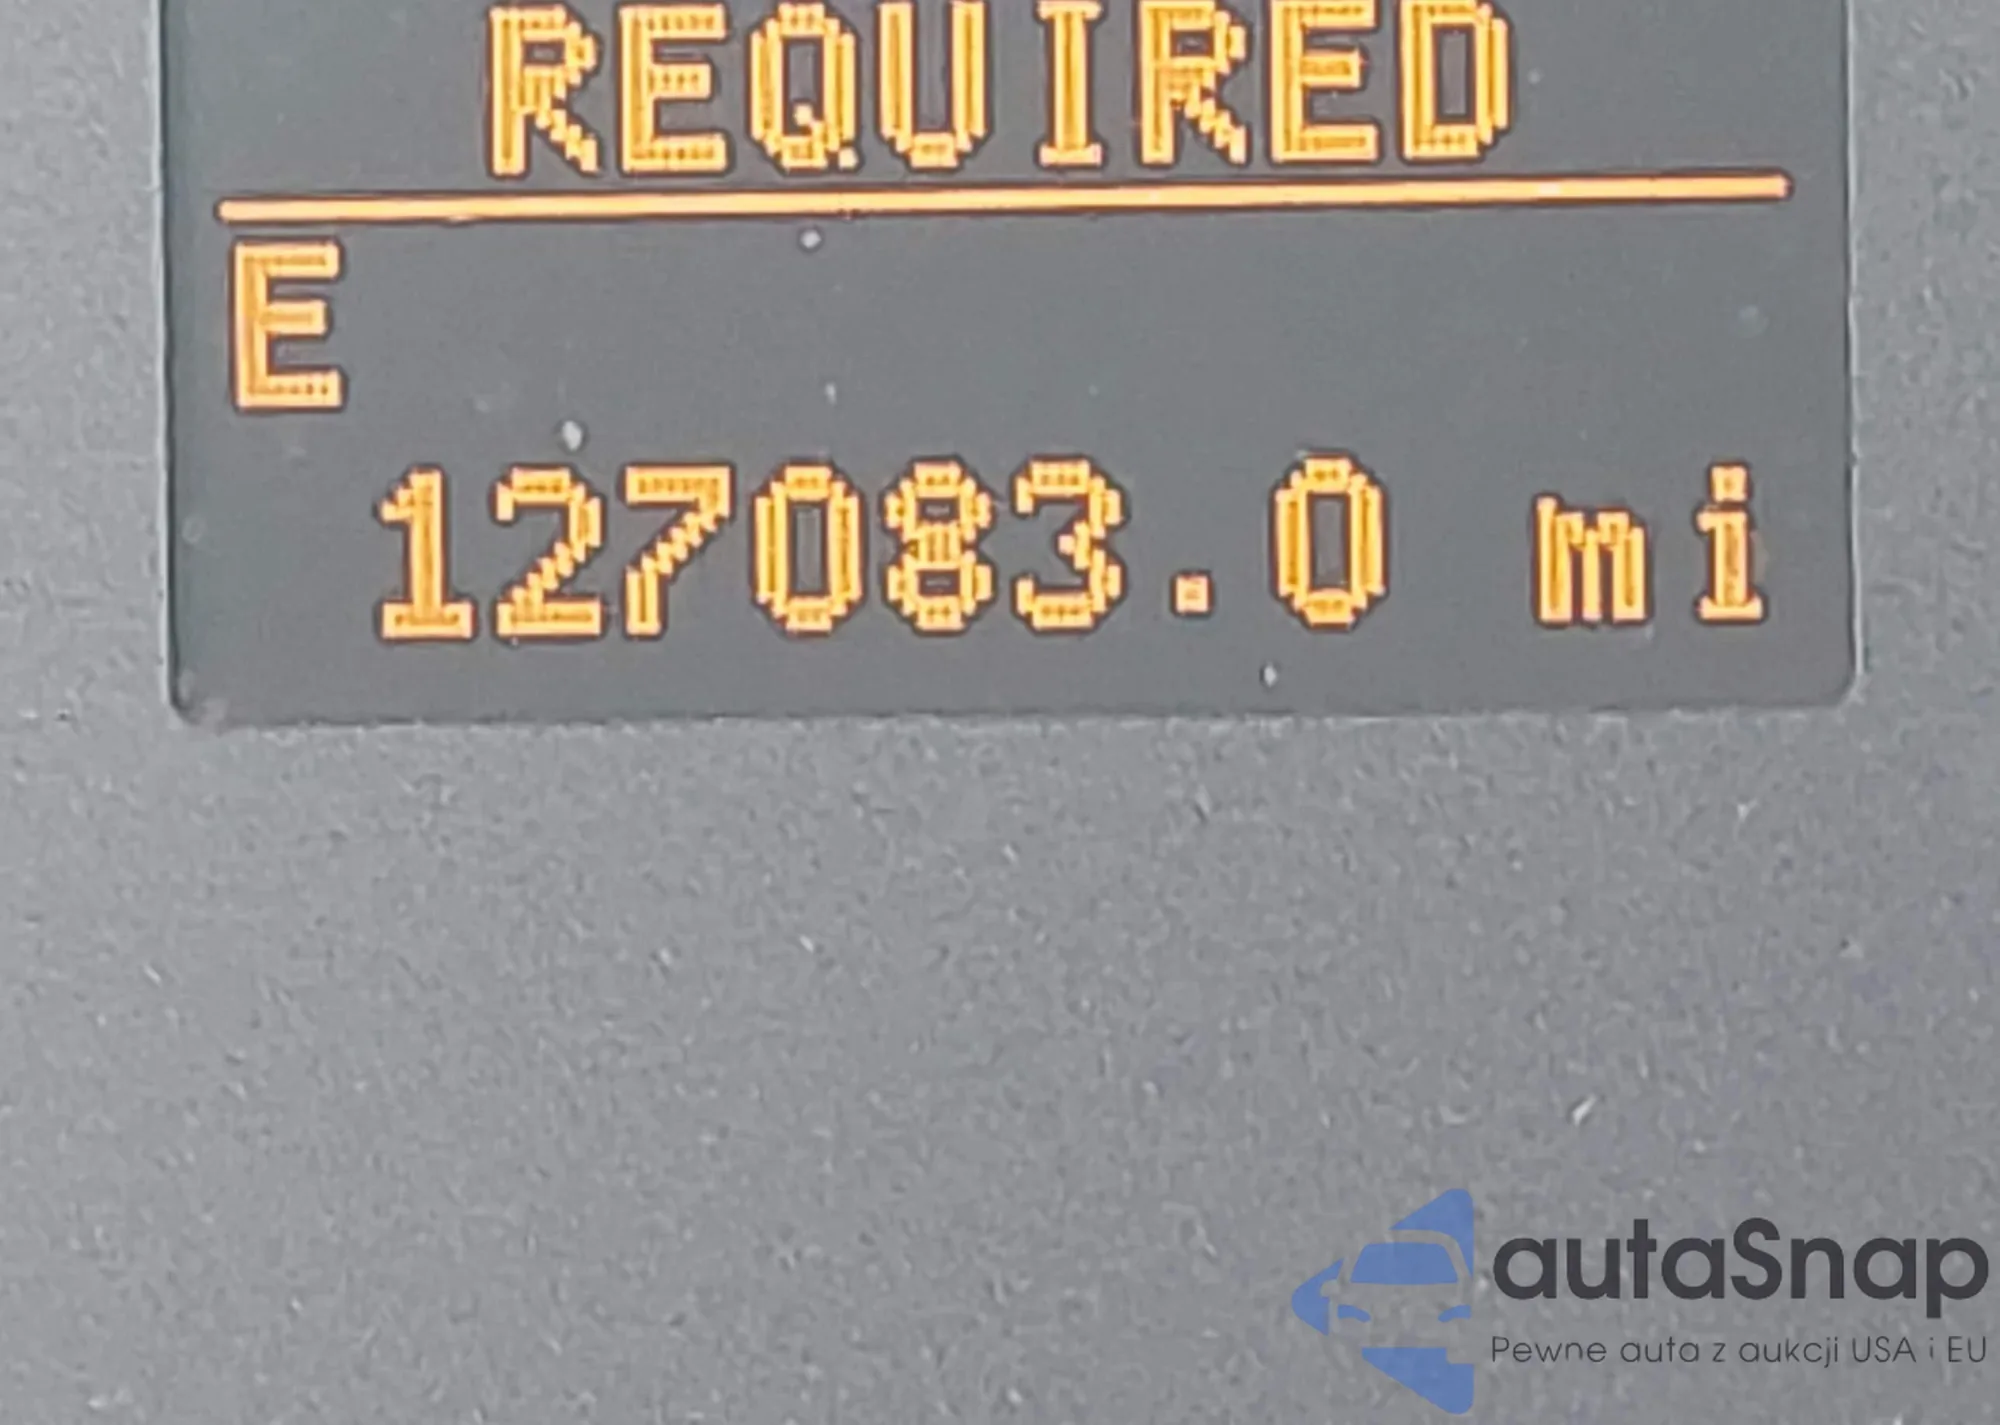 REQUIRED
E
127083.0 mi
autaSnap
Pewne auta z aukcji USA i EU